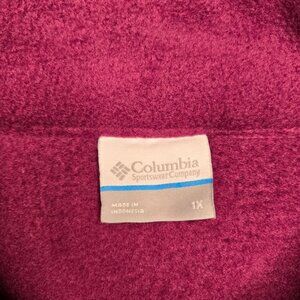 Columbia
Sportswear Company
MADE IN
INDONESIA
1X